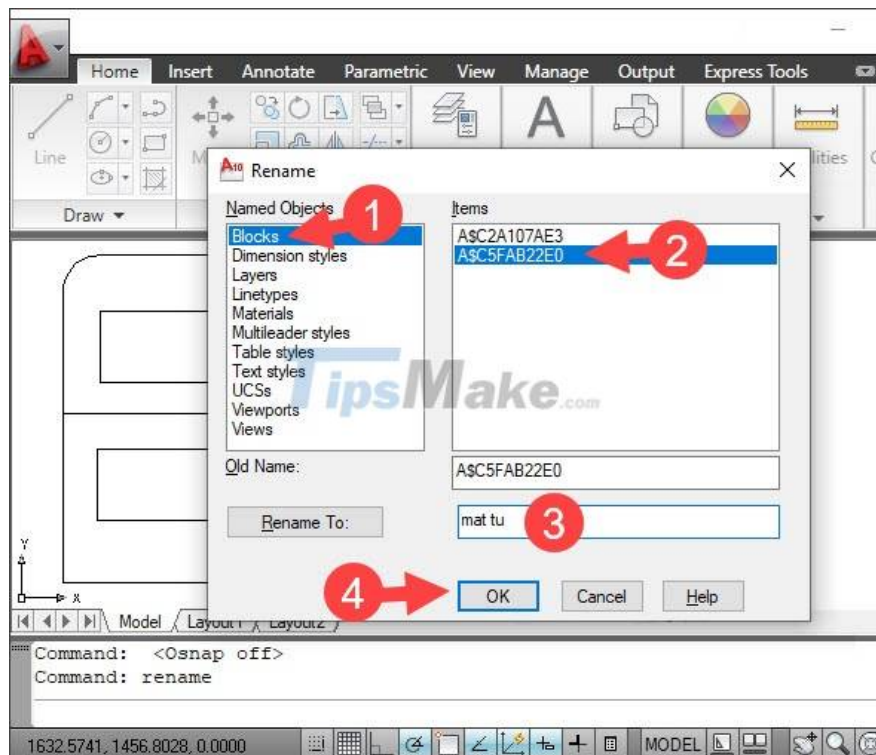 Home Insert Annotate Parametric View Manage Output Express Tools
Line
Draw
A10 Rename
Named Objects
Items
1
Blocks
Dimension styles
Layers
Linetypes
Materials
Multileader styles
Table styles
Text styles
UCSs
Viewports
Views
A$C2A107AE3
A$C5FAB22E0
2
TipsMake.com
Old Name:
A$C5FAB22E0
Rename To:
mat tu
3
4
OK Cancel Help
Y
X
Model Layout1 Layout2
Command: <Osnap off>
Command: rename
1632.5741, 1456.8028, 0.0000
MODEL